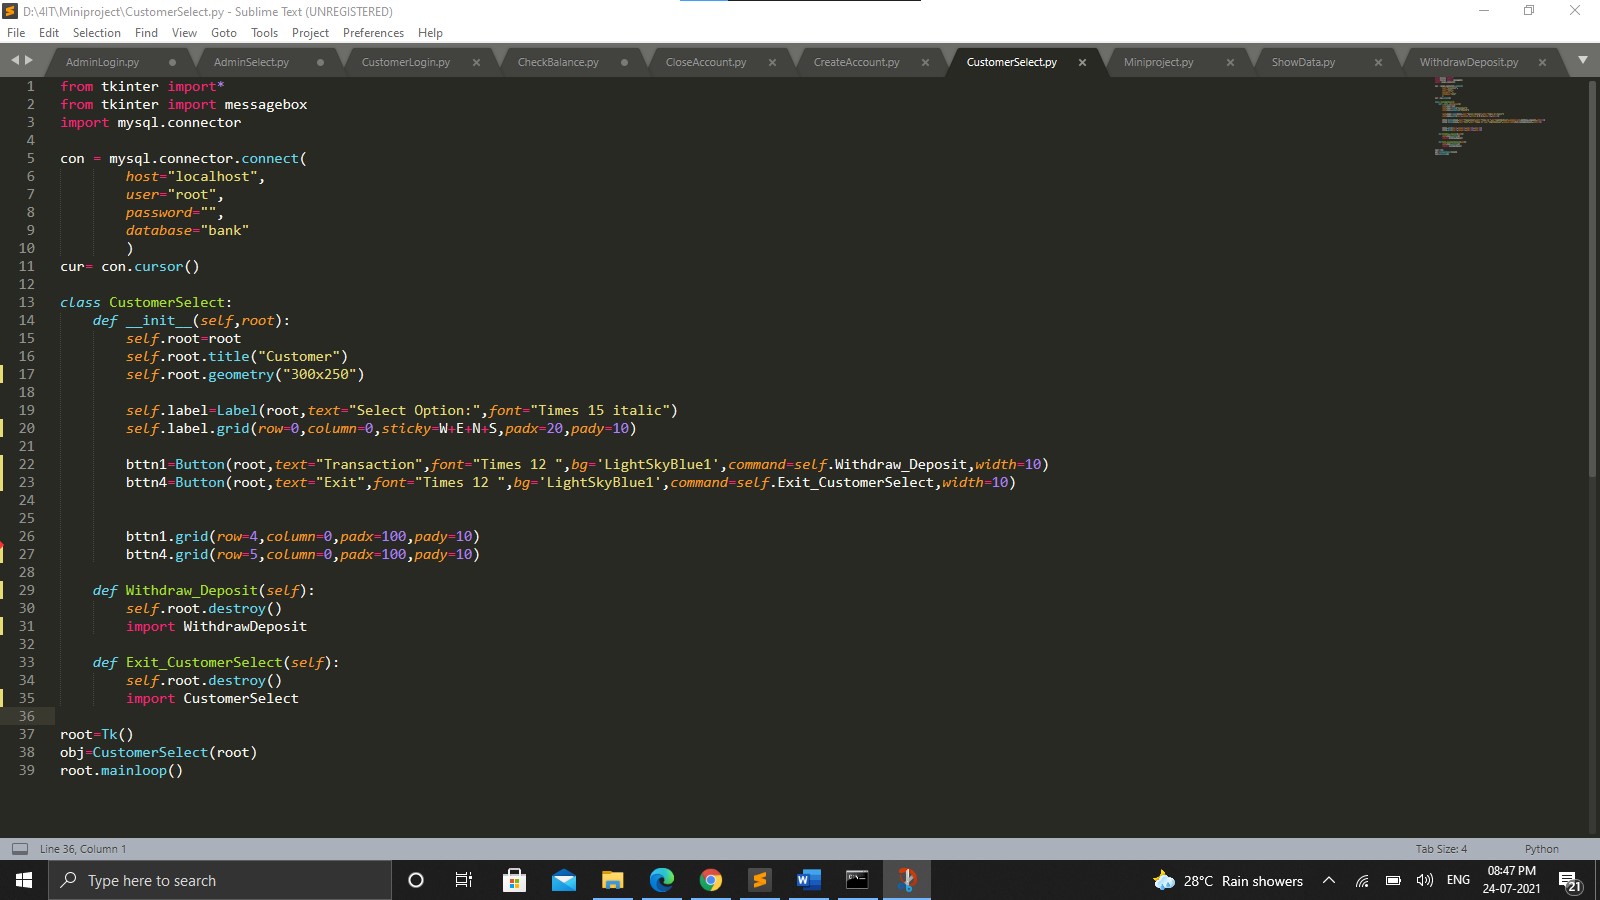 D:\4IT\Miniproject\CustomerSelect.py - Sublime Text (UNREGISTERED)
File Edit Selection Find View Goto Tools Project Preferences Help
AdminLogin.py AdminSelect.py CustomerLogin.py CheckBalance.py CloseAccount.py CreateAccount.py CustomerSelect.py Miniproject.py ShowData.py WithdrawDeposit.py
1 from tkinter import*
2 from tkinter import messagebox
3 import mysql.connector
4
5 con = mysql.connector.connect(
6 host="localhost",
7 user="root",
8 password="",
9 database="bank"
10 )
11 cur= con.cursor()
12
13 class CustomerSelect:
14 def __init__(self,root):
15 self.root=root
16 self.root.title("Customer")
17 self.root.geometry("300x250")
18
19 self.label=Label(root,text="Select Option:",font="Times 15 italic")
20 self.label.grid(row=0,column=0,sticky=W+E+N+S,padx=20,pady=10)
21
22 bttn1=Button(root,text="Transaction",font="Times 12 ",bg='LightSkyBlue1',command=self.Withdraw_Deposit,width=10)
23 bttn4=Button(root,text="Exit",font="Times 12 ",bg='LightSkyBlue1',command=self.Exit_CustomerSelect,width=10)
24
25
26 bttn1.grid(row=4,column=0,padx=100,pady=10)
27 bttn4.grid(row=5,column=0,padx=100,pady=10)
28
29 def Withdraw_Deposit(self):
30 self.root.destroy()
31 import WithdrawDeposit
32
33 def Exit_CustomerSelect(self):
34 self.root.destroy()
35 import CustomerSelect
36
37 root=Tk()
38 obj=CustomerSelect(root)
39 root.mainloop()
Line 36, Column 1 Tab Size: 4 Python
Type here to search 28°C Rain showers ENG 08:47 PM
24-07-2021 21